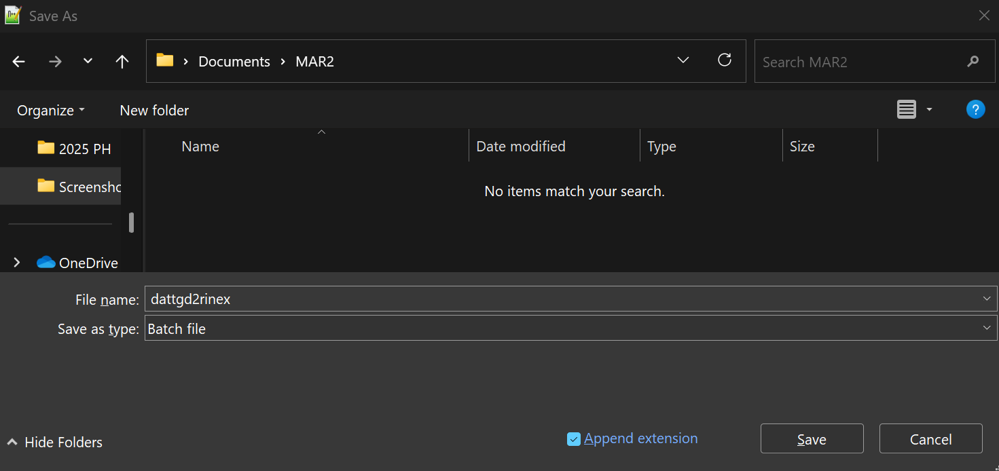 Save As
Documents > MAR2
Search MAR2
Organize
New folder
?
2025 PH
Screensho
OneDrive
Name
Date modified
Type
Size
No items match your search.
File name: dattgd2rinex
Save as type: Batch file
Hide Folders
Append extension
Save
Cancel